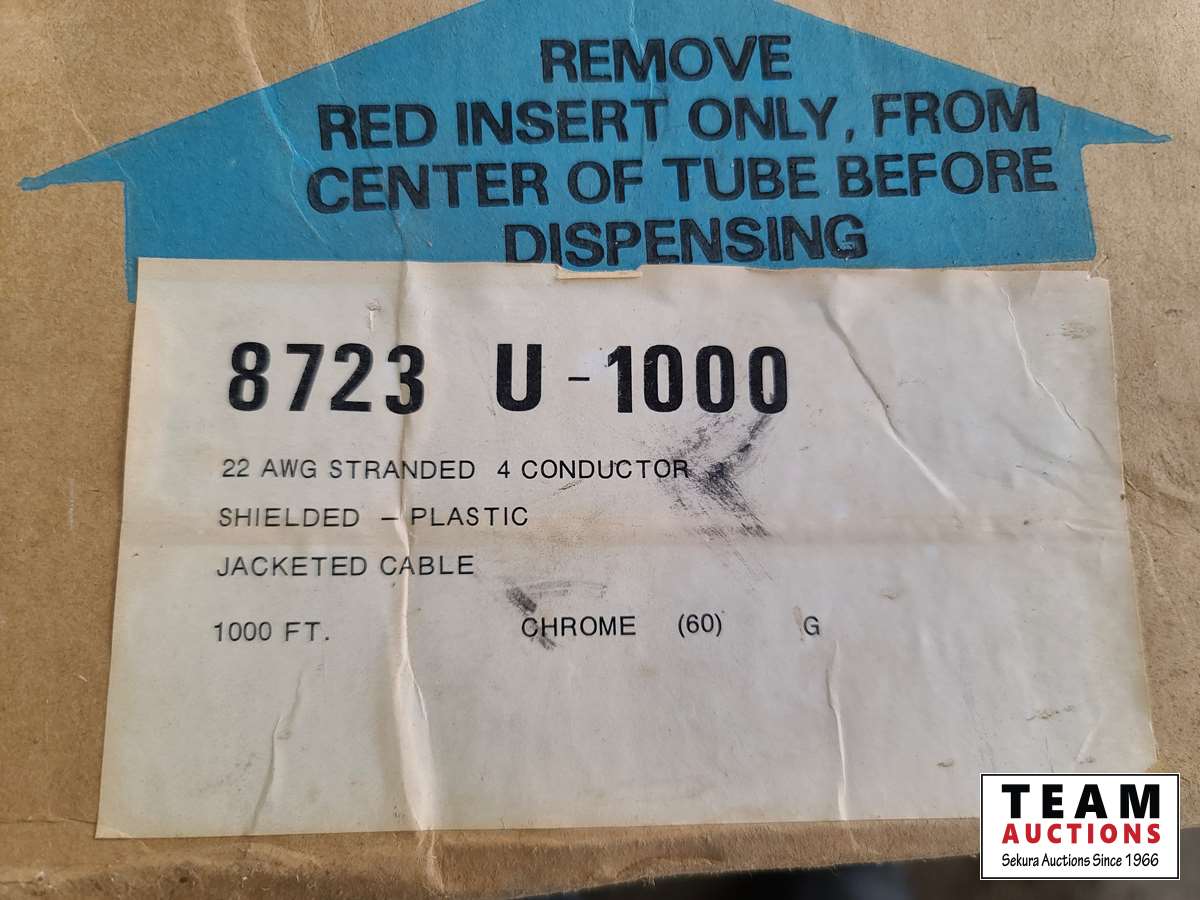 REMOVE
RED INSERT ONLY, FROM
CENTER OF TUBE BEFORE
DISPENSING
8723 U - 1000
22 AWG STRANDED 4 CONDUCTOR
SHIELDED – PLASTIC
JACKETED CABLE
1000 FT. CHROME (60) G
TEAM
AUCTIONS
Sekura Auctions Since 1966